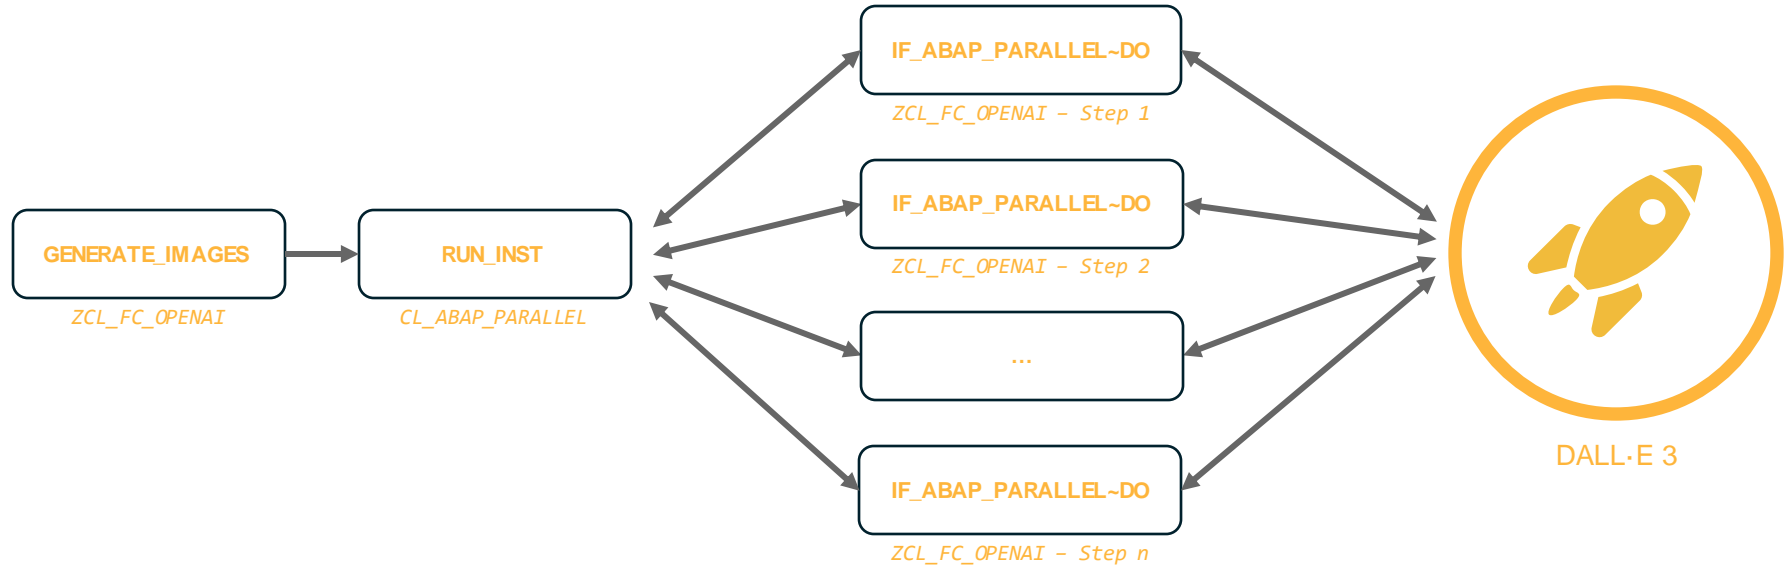 GENERATE_IMAGES
ZCL_FC_OPENAI
RUN_INST
CL_ABAP_PARALLEL
IF_ABAP_PARALLEL~DO
ZCL_FC_OPENAI – Step 1
IF_ABAP_PARALLEL~DO
ZCL_FC_OPENAI – Step 2
...
IF_ABAP_PARALLEL~DO
ZCL_FC_OPENAI – Step n
DALL·E 3